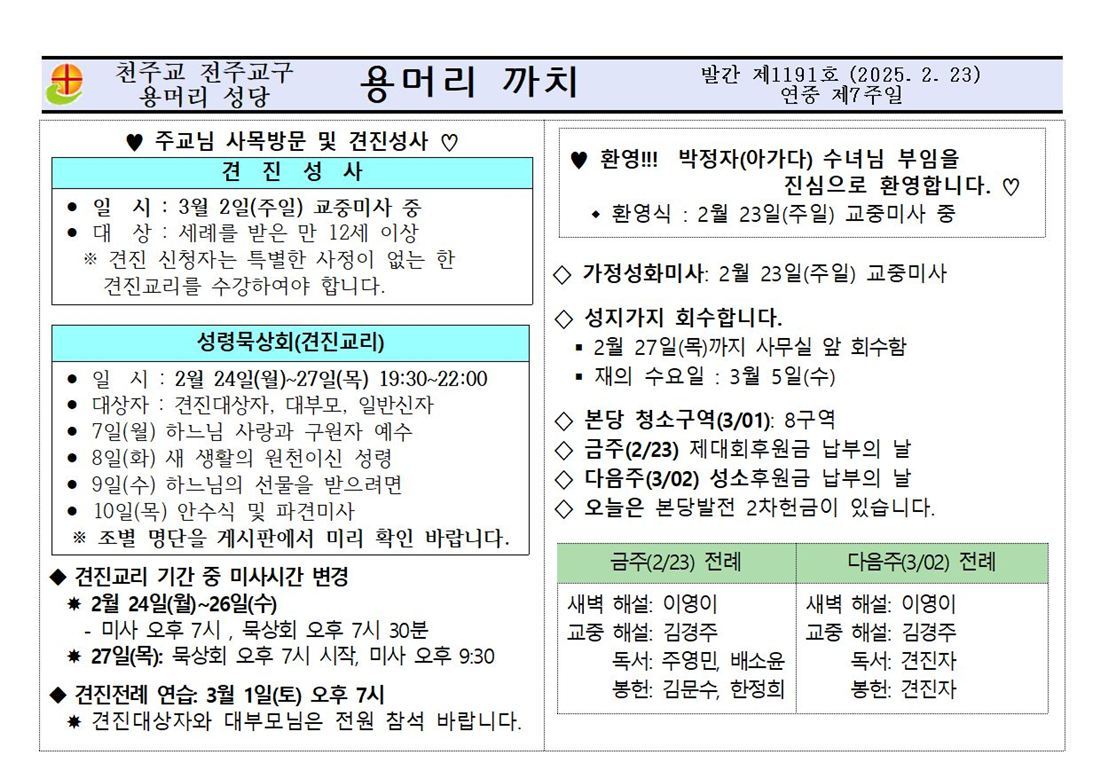 천주교 전주교구
용머리 성당
용머리 까치
발간 제1191호 (2025. 2. 23)
연중 제7주일
♥ 주교님 사목방문 및 견진성사 ♡
견 진 성 사
● 일 시 : 3월 2일(주일) 교중미사 중
● 대 상 : 세례를 받은 만 12세 이상
※ 견진 신청자는 특별한 사정이 없는 한
견진교리를 수강하여야 합니다.
성령묵상회(견진교리)
● 일 시 : 2월 24일(월)~27일(목) 19:30~22:00
● 대상자 : 견진대상자, 대부모, 일반신자
● 7일(월) 하느님 사랑과 구원자 예수
● 8일(화) 새 생활의 원천이신 성령
● 9일(수) 하느님의 선물을 받으려면
● 10일(목) 안수식 및 파견미사
※ 조별 명단을 게시판에서 미리 확인 바랍니다.
◆ 견진교리 기간 중 미사시간 변경
✸ 2월 24일(월)~26일(수)
- 미사 오후 7시 , 묵상회 오후 7시 30분
✸ 27일(목): 묵상회 오후 7시 시작, 미사 오후 9:30
◆ 견진전례 연습: 3월 1일(토) 오후 7시
✸ 견진대상자와 대부모님은 전원 참석 바랍니다.
♥ 환영!!! 박정자(아가다) 수녀님 부임을
진심으로 환영합니다. ♡
◆ 환영식 : 2월 23일(주일) 교중미사 중
◇ 가정성화미사: 2월 23일(주일) 교중미사
◇ 성지가지 회수합니다.
▪ 2월 27일(목)까지 사무실 앞 회수함
▪ 재의 수요일 : 3월 5일(수)
◇ 본당 청소구역(3/01): 8구역
◇ 금주(2/23) 제대회후원금 납부의 날
◇ 다음주(3/02) 성소후원금 납부의 날
◇ 오늘은 본당발전 2차헌금이 있습니다.
금주(2/23) 전례
새벽 해설: 이영이
교중 해설: 김경주
독서: 주영민, 배소윤
봉헌: 김문수, 한정희
다음주(3/02) 전례
새벽 해설: 이영이
교중 해설: 김경주
독서: 견진자
봉헌: 견진자